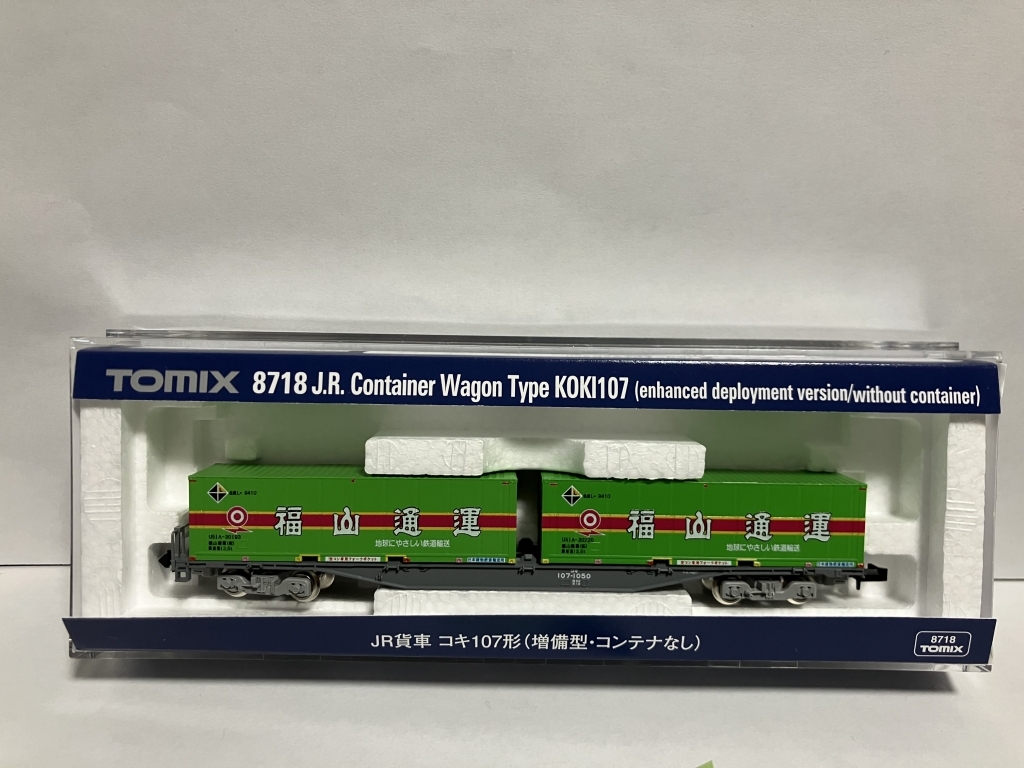 TOMIX 8718 J.R. Container Wagon Type KOKI107 (enhanced deployment version/without container)
福山通運
地球にやさしい鉄道輸送
福山通運
地球にやさしい鉄道輸送
107-1050
JR貨車 コキ107形(増備型・コンテナなし)
8718
TOMIX